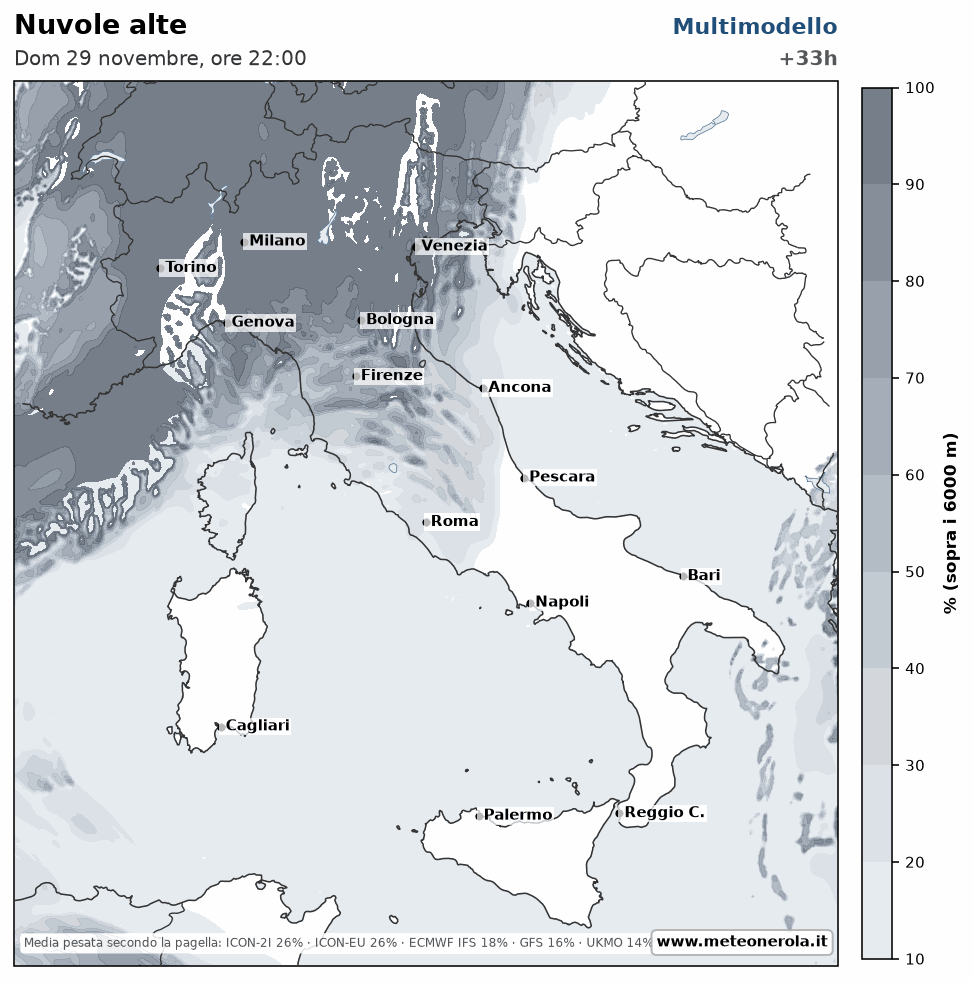 Nuvole alte
Multimodello
Dom 29 novembre, ore 22:00
+33h
100
90
80
70
60
50
40
30
20
10
% (sopra i 6000 m)
Milano
Venezia
Torino
Genova
Bologna
Firenze
Ancona
Pescara
Roma
Bari
Napoli
Cagliari
Palermo
Reggio C.
Media pesata secondo la pagella: ICON-2I 26% · ICON-EU 26% · ECMWF IFS 18% · GFS 16% · UKMO 14%
www.meteonerola.it